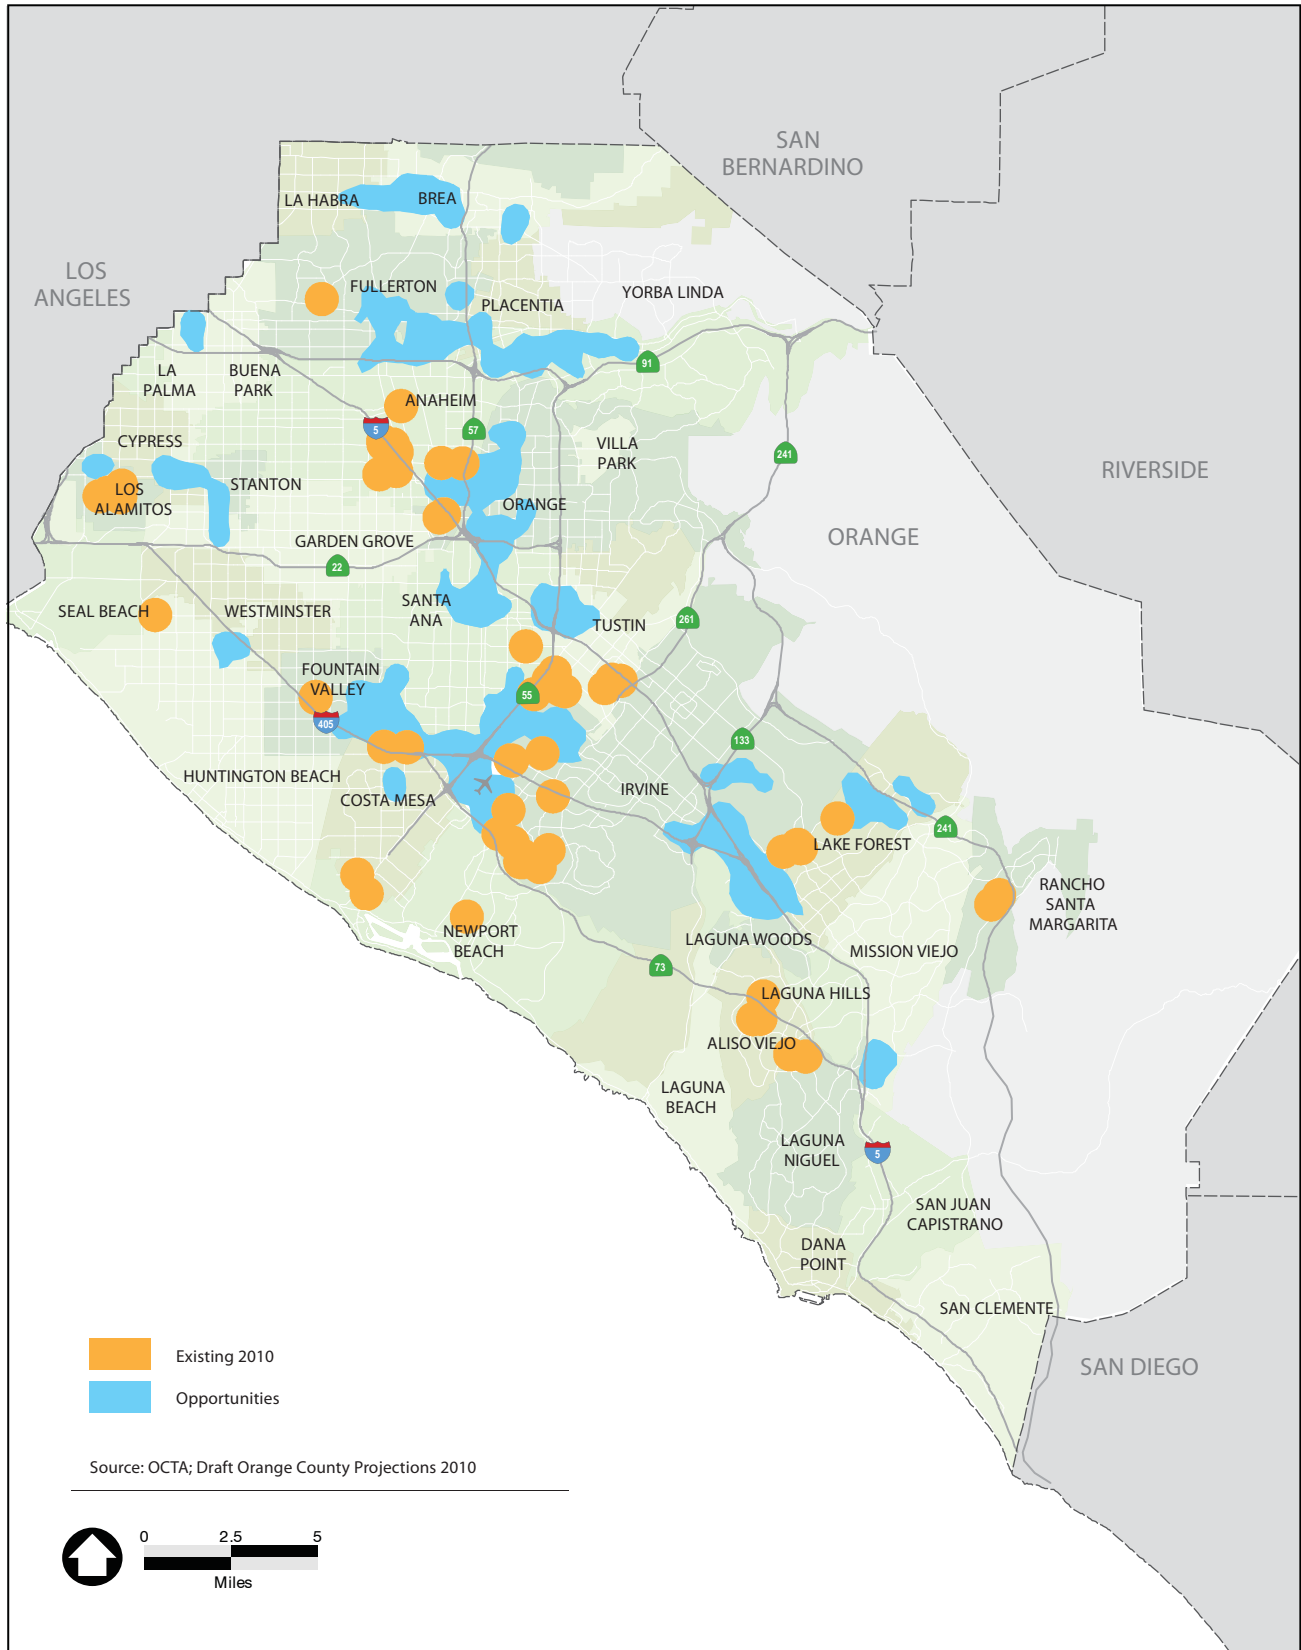 SAN
BERNARDINO
LOS
ANGELES
LA HABRA
BREA
FULLERTON
PLACENTIA
YORBA LINDA
91
LA
PALMA
BUENA
PARK
ANAHEIM
5
57
CYPRESS
VILLA
PARK
241
RIVERSIDE
LOS
ALAMITOS
STANTON
ORANGE
GARDEN GROVE
ORANGE
22
SEAL BEACH
WESTMINSTER
SANTA
ANA
TUSTIN
261
FOUNTAIN
VALLEY
55
405
133
HUNTINGTON BEACH
COSTA MESA
IRVINE
241
LAKE FOREST
RANCHO
SANTA
MARGARITA
NEWPORT
BEACH
LAGUNA WOODS
MISSION VIEJO
73
LAGUNA HILLS
ALISO VIEJO
LAGUNA
BEACH
LAGUNA
NIGUEL
5
SAN JUAN
CAPISTRANO
DANA
POINT
SAN CLEMENTE
SAN DIEGO
Existing 2010
Opportunities
Source: OCTA; Draft Orange County Projections 2010
0 2.5 5
Miles